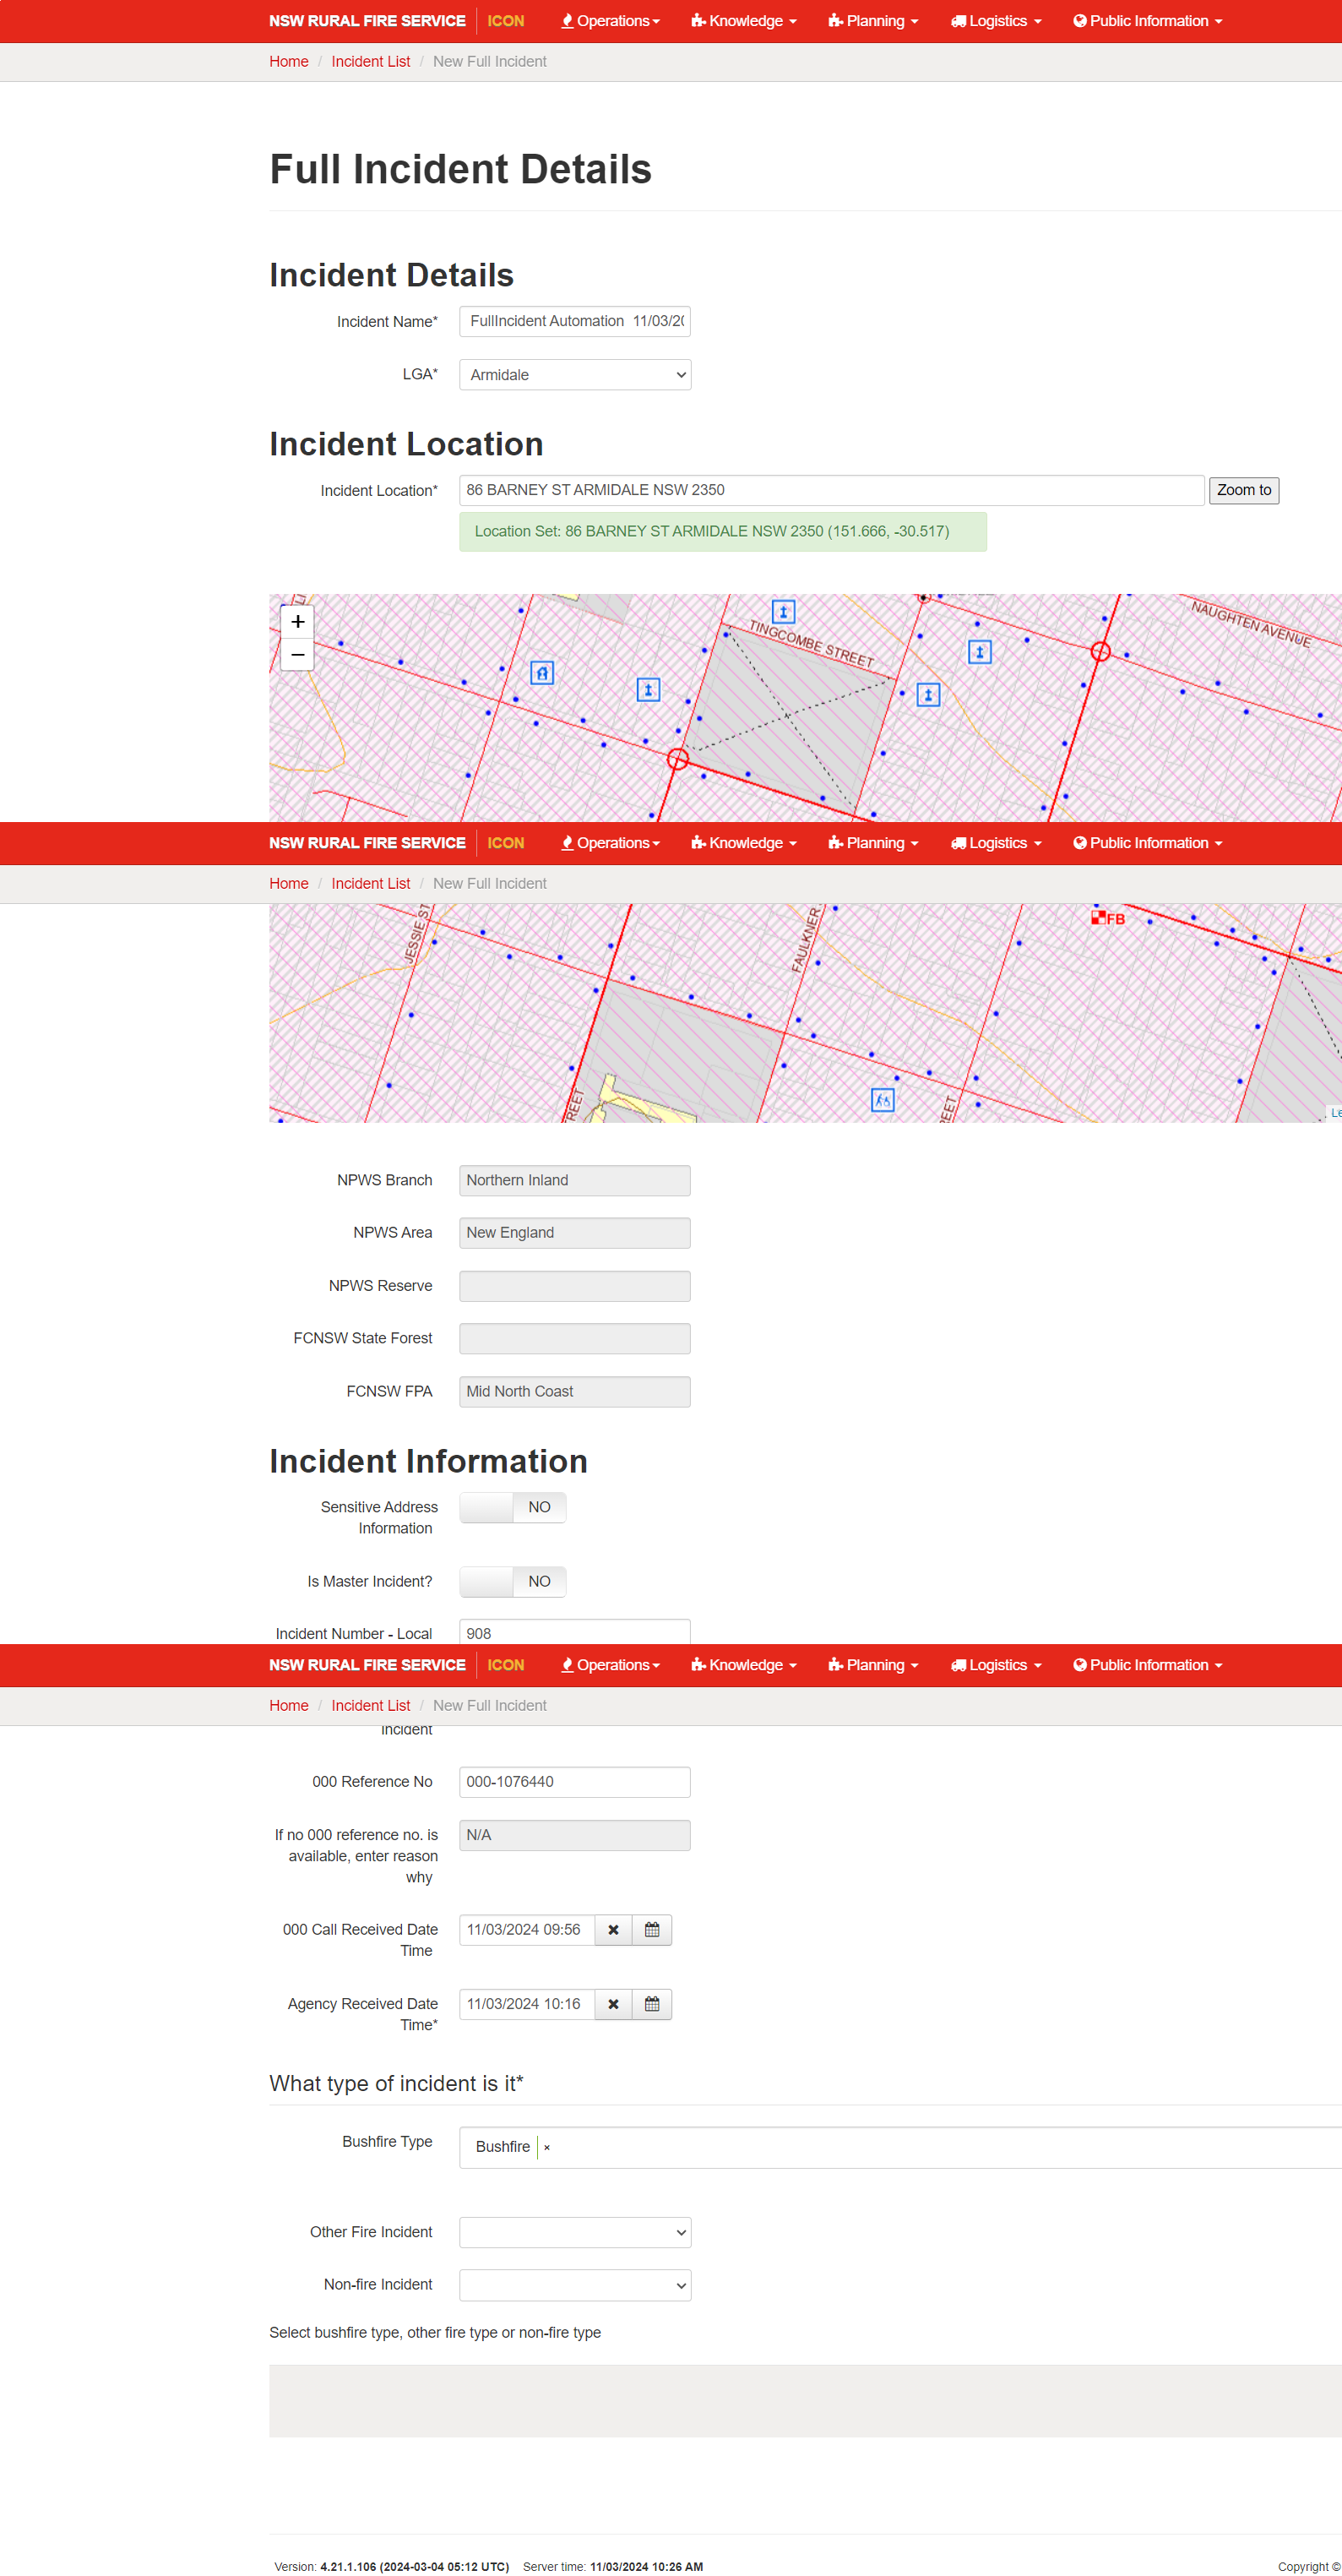 NSW RURAL FIRE SERVICE ICON Operations Knowledge Planning Logistics Public Information
Home / Incident List / New Full Incident
Full Incident Details
Incident Details
Incident Name* FullIncident Automation 11/03/20
LGA* Armidale
Incident Location
Incident Location* 86 BARNEY ST ARMIDALE NSW 2350 Zoom to
Location Set: 86 BARNEY ST ARMIDALE NSW 2350 (151.666, -30.517)
+
−
TINGCOMBE STREET
NAUGHTEN AVENUE
NSW RURAL FIRE SERVICE ICON Operations Knowledge Planning Logistics Public Information
Home / Incident List / New Full Incident
JESSIE ST
FAULKNER
FB
REET
REET
Le
NPWS Branch Northern Inland
NPWS Area New England
NPWS Reserve
FCNSW State Forest
FCNSW FPA Mid North Coast
Incident Information
Sensitive Address NO
Information
Is Master Incident? NO
Incident Number - Local 908
NSW RURAL FIRE SERVICE ICON Operations Knowledge Planning Logistics Public Information
Home / Incident List / New Full Incident
Incident
000 Reference No 000-1076440
If no 000 reference no. is N/A
available, enter reason
why
000 Call Received Date 11/03/2024 09:56
Time
Agency Received Date 11/03/2024 10:16
Time*
What type of incident is it*
Bushfire Type Bushfire ×
Other Fire Incident
Non-fire Incident
Select bushfire type, other fire type or non-fire type
Version: 4.21.1.106 (2024-03-04 05:12 UTC) Server time: 11/03/2024 10:26 AM Copyright ©